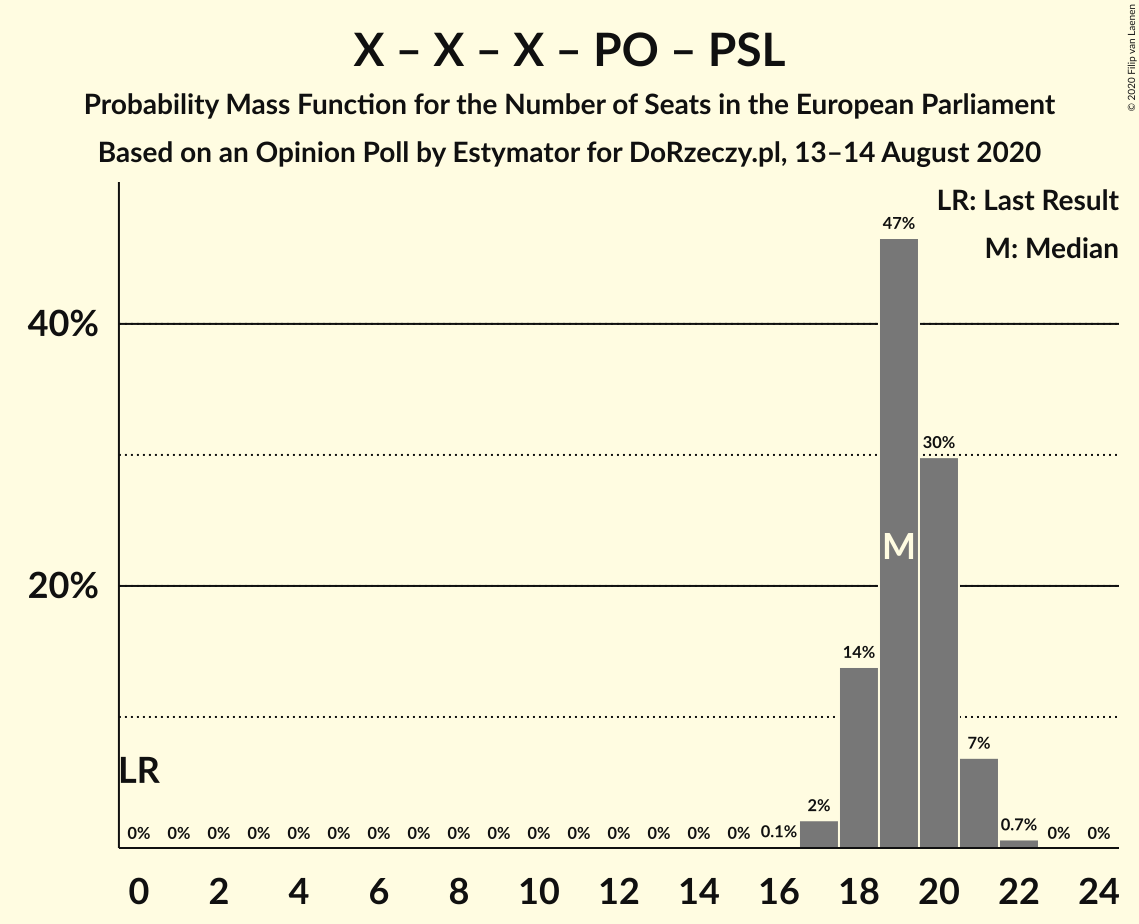 X – X – X – PO – PSL
Probability Mass Function for the Number of Seats in the European Parliament
Based on an Opinion Poll by Estymator for DoRzeczy.pl, 13–14 August 2020
© 2020 Filip van Laenen
LR: Last Result
M: Median
47%
40%
30%
M
20%
14%
7%
LR
2%
0% 0% 0% 0% 0% 0% 0% 0% 0% 0% 0% 0% 0% 0% 0% 0% 0.1% 0.7% 0% 0%
0 2 4 6 8 10 12 14 16 18 20 22 24